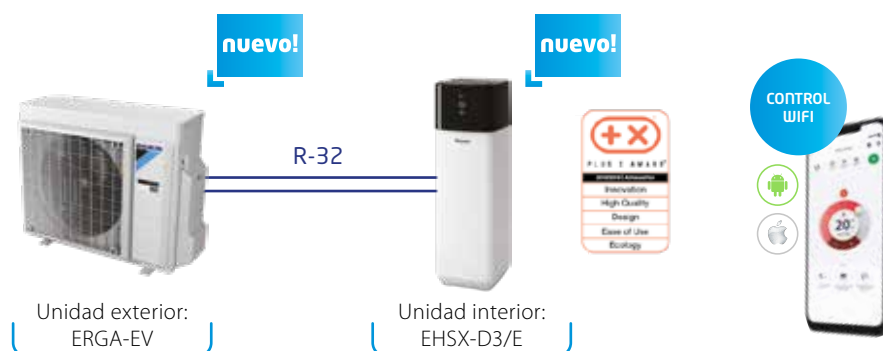 nuevo!
nuevo!
CONTROL
WIFI
R-32
PLUS X AWARD
Innovation
High Quality
Design
Ease of Use
Ecology
20
Unidad exterior:
ERGA-EV
Unidad interior:
EHSX-D3/E